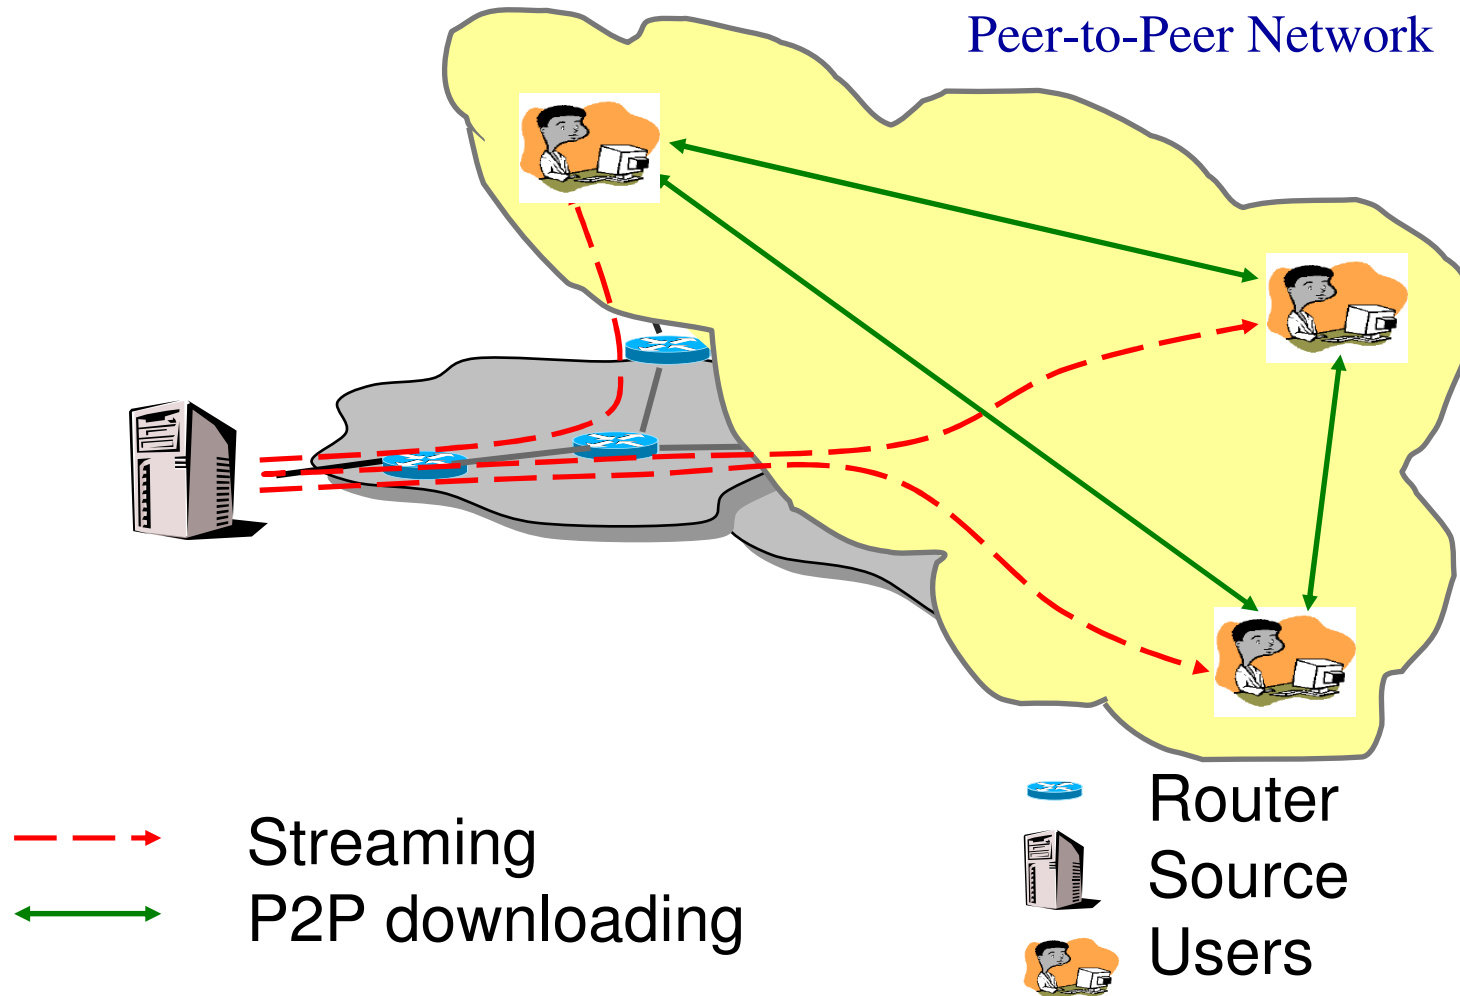 Peer-to-Peer Network
Streaming
P2P downloading
Router
Source
Users